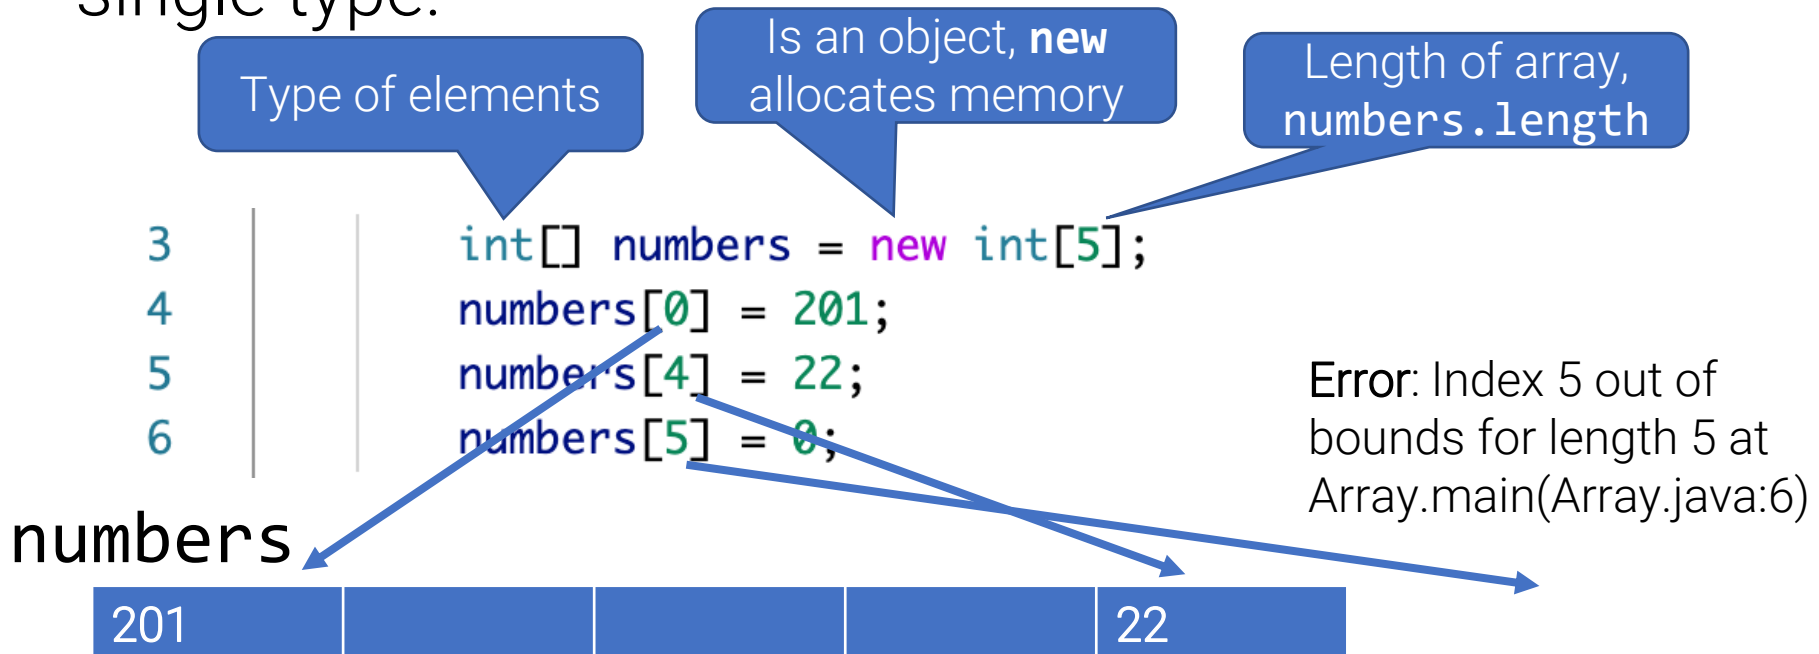 single type.
Type of elements
Is an object, new
allocates memory
Length of array,
numbers.length
3 int[] numbers = new int[5];
4 numbers[0] = 201;
5 numbers[4] = 22;
6 numbers[5] = 0;
Error: Index 5 out of
bounds for length 5 at
Array.main(Array.java:6)
numbers
201 22